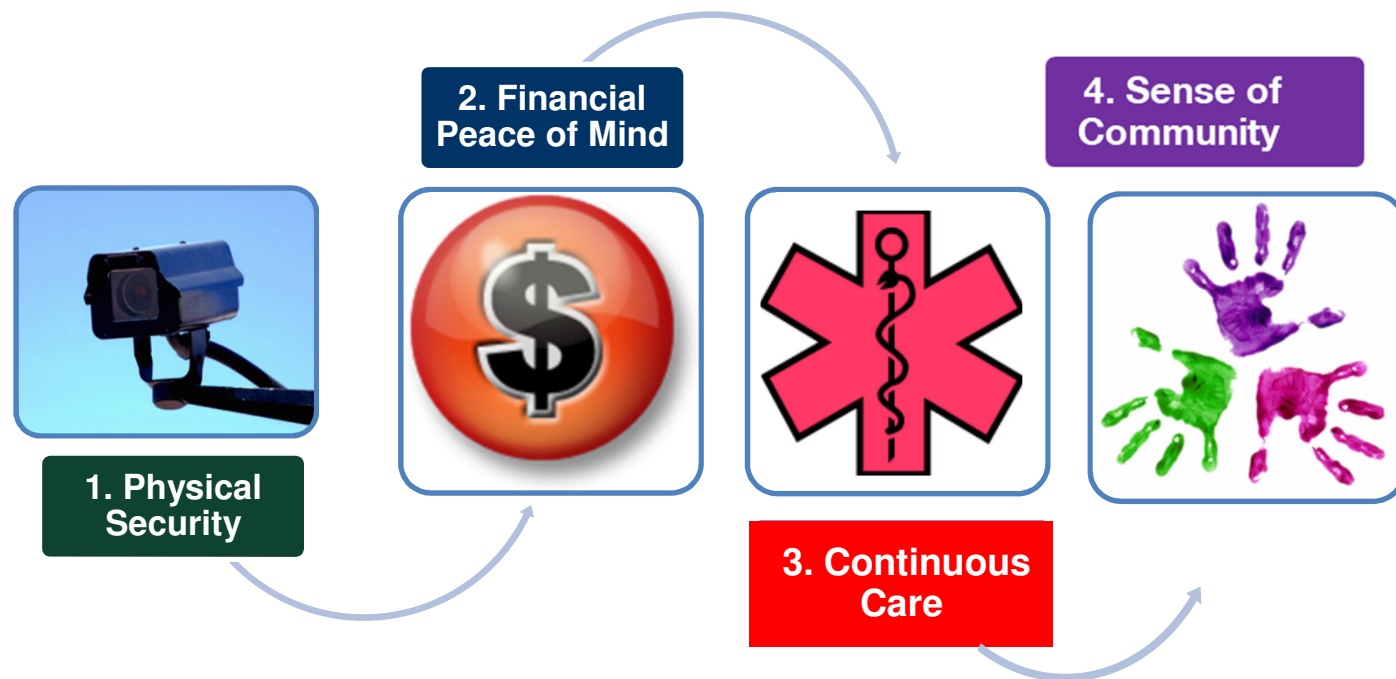 1. Physical
Security
2. Financial
Peace of Mind
$
3. Continuous
Care
4. Sense of
Community